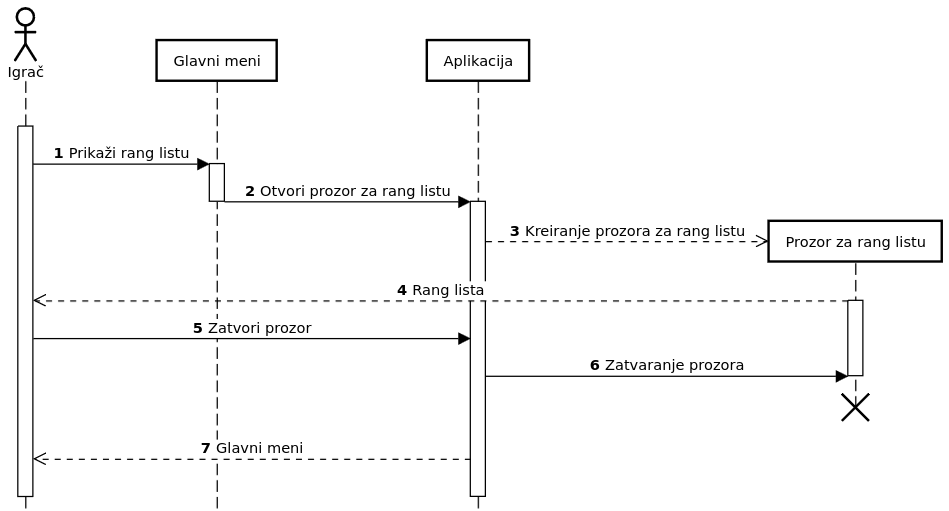 Igrač
Glavni meni
Aplikacija
1 Prikaži rang listu
2 Otvori prozor za rang listu
3 Kreiranje prozora za rang listu
Prozor za rang listu
4 Rang lista
5 Zatvori prozor
6 Zatvaranje prozora
7 Glavni meni